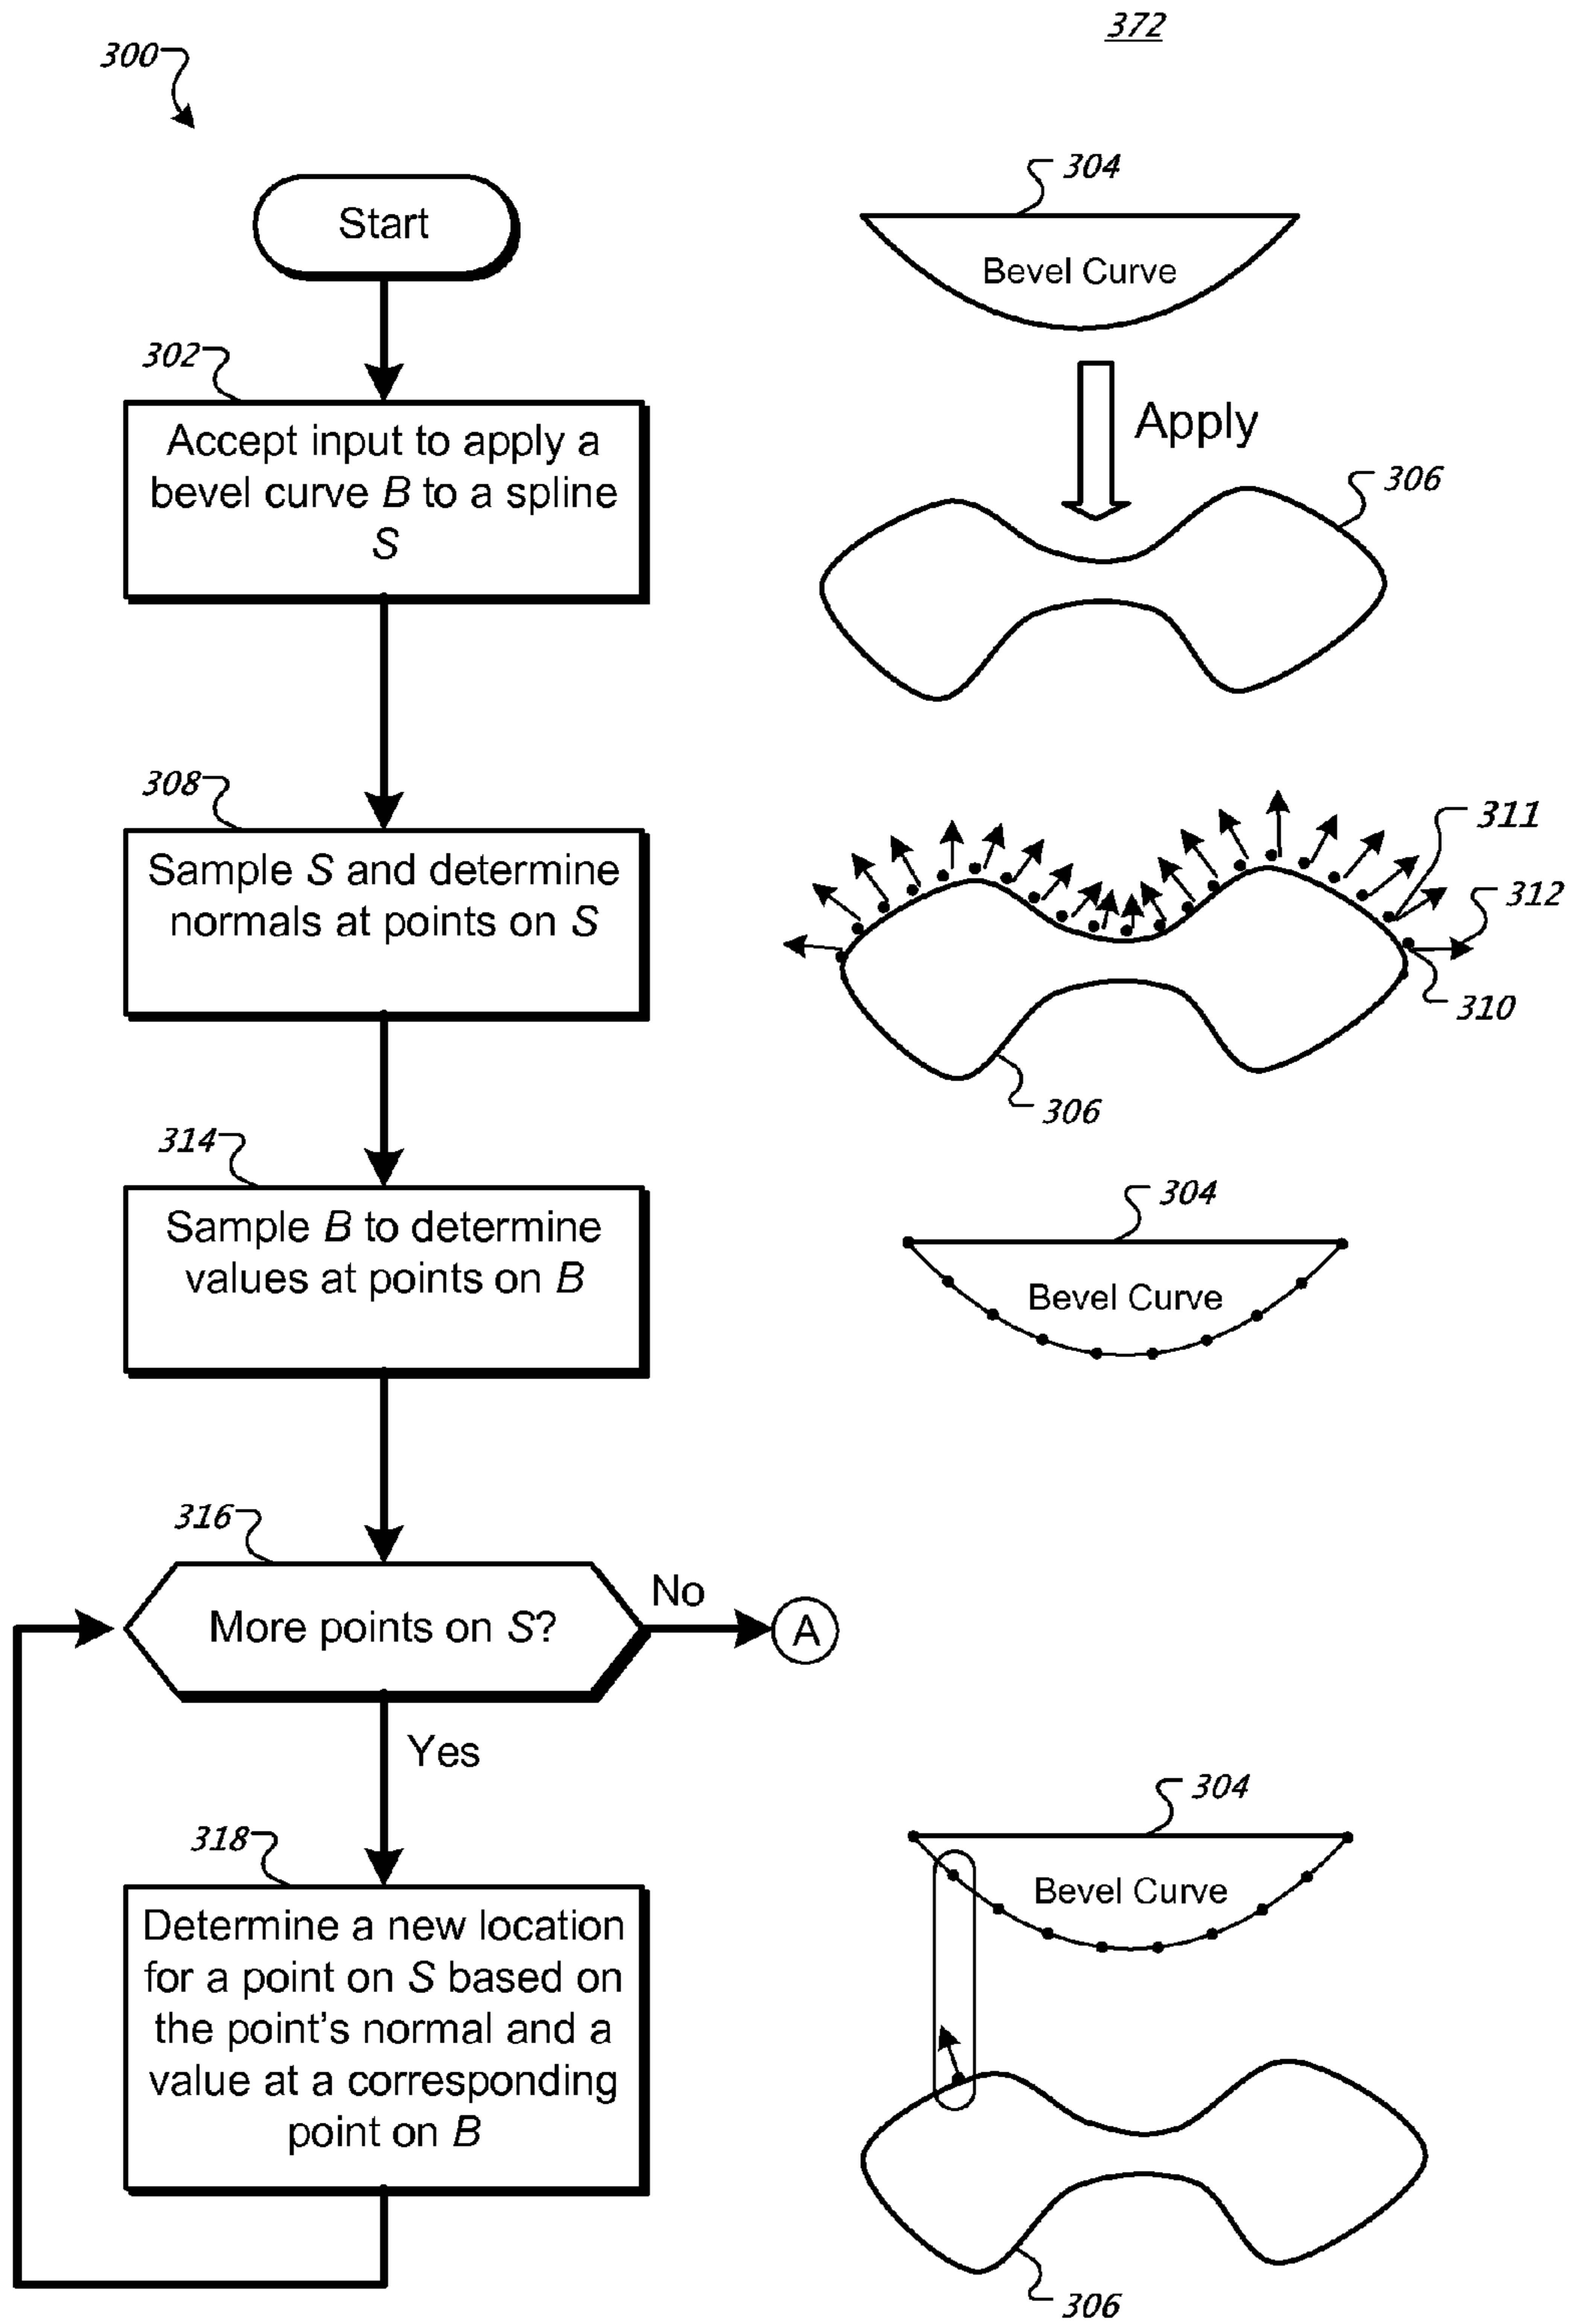 372
300
304
Start
Bevel Curve
302
Apply
Accept input to apply a
bevel curve B to a spline
S
306
308
311
Sample S and determine
normals at points on S
312
310
306
314
304
Sample B to determine
values at points on B
Bevel Curve
316
No
More points on S?
A
Yes
304
318
Bevel Curve
Determine a new location
for a point on S based on
the point's normal and a
value at a corresponding
point on B
306